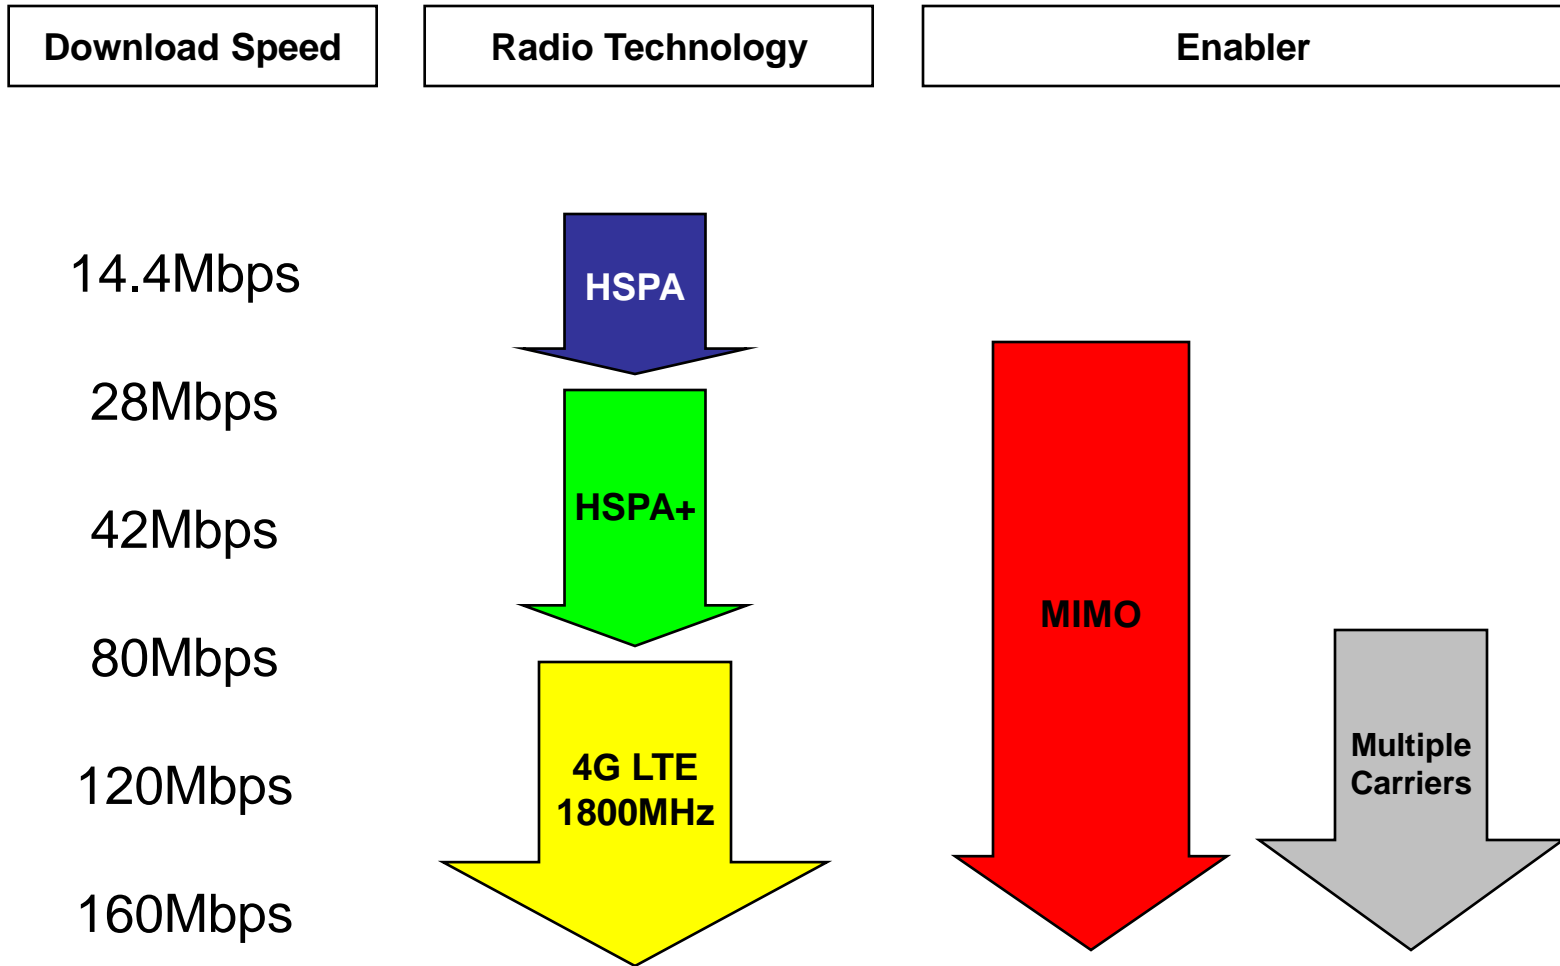 Download Speed
Radio Technology
Enabler
14.4Mbps
HSPA
28Mbps
42Mbps
HSPA+
80Mbps
MIMO
120Mbps
4G LTE
1800MHz
Multiple
Carriers
160Mbps